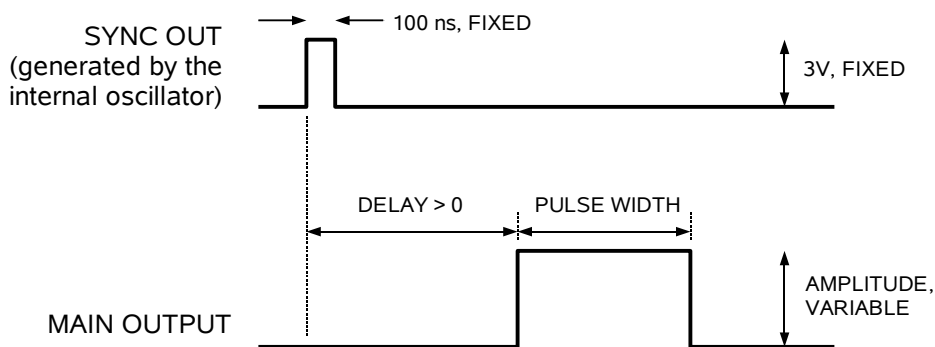 100 ns, FIXED
SYNC OUT
(generated by the
internal oscillator)
3V, FIXED
DELAY > 0
PULSE WIDTH
AMPLITUDE,
VARIABLE
MAIN OUTPUT